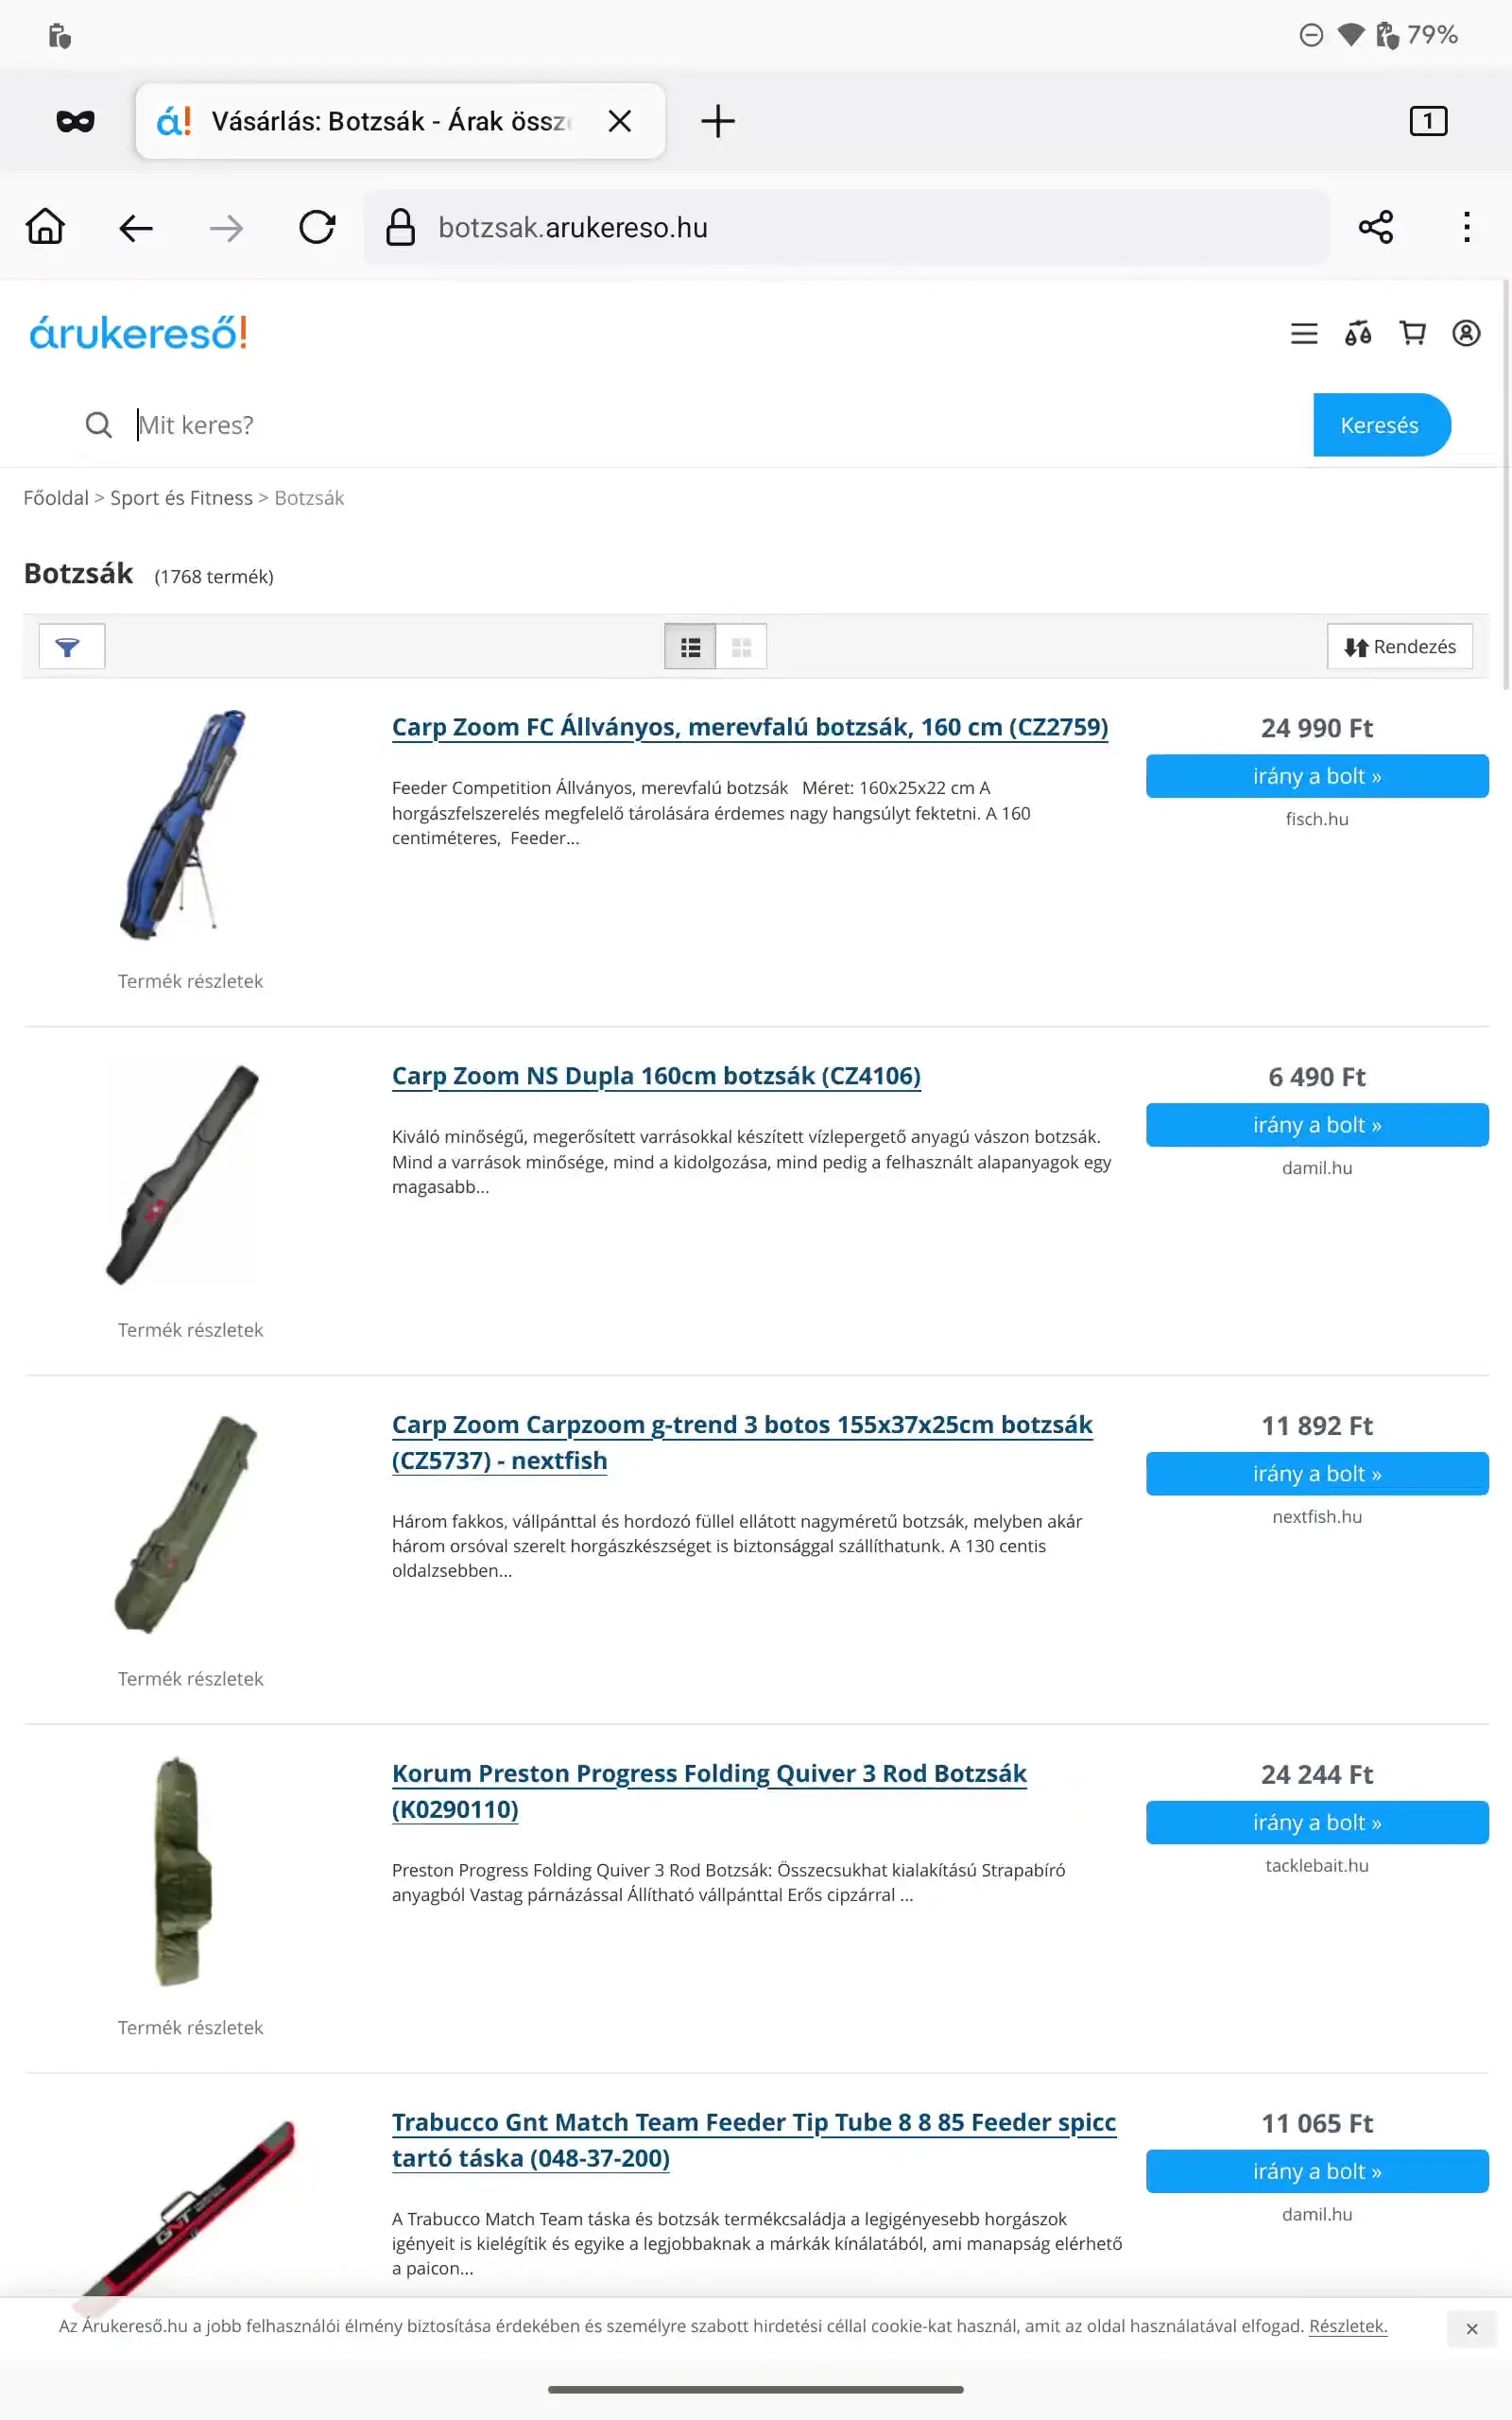 79%
á! Vásárlás: Botzsák - Árak össz
1
botzsak.arukereso.hu
árukereső!
Mit keres?
Keresés
Főoldal > Sport és Fitness > Botzsák
Botzsák (1768 termék)
Rendezés
Carp Zoom FC Állványos, merevfalú botzsák, 160 cm (CZ2759)
24 990 Ft
irány a bolt »
fisch.hu
Feeder Competition Állványos, merevfalú botzsák Méret: 160x25x22 cm A
horgászfelszerelés megfelelő tárolására érdemes nagy hangsúlyt fektetni. A 160
centiméteres, Feeder...
Termék részletek
Carp Zoom NS Dupla 160cm botzsák (CZ4106)
6 490 Ft
irány a bolt »
damil.hu
Kiváló minőségű, megerősített varrásokkal készített vízlepergető anyagú vászon botzsák.
Mind a varrások minősége, mind a kidolgozása, mind pedig a felhasznált alapanyagok egy
magasabb...
Termék részletek
Carp Zoom Carpzoom g-trend 3 botos 155x37x25cm botzsák
(CZ5737) - nextfish
11 892 Ft
irány a bolt »
nextfish.hu
Három fakkos, vállpánttal és hordozó füllel ellátott nagyméretű botzsák, melyben akár
három orsóval szerelt horgászkészséget is biztonsággal szállíthatunk. A 130 centis
oldalzsebben...
Termék részletek
Korum Preston Progress Folding Quiver 3 Rod Botzsák
(K0290110)
24 244 Ft
irány a bolt »
tacklebait.hu
Preston Progress Folding Quiver 3 Rod Botzsák: Összecsukhat kialakítású Strapabíró
anyagból Vastag párnázással Állítható vállpánttal Erős cipzárral ...
Termék részletek
Trabucco Gnt Match Team Feeder Tip Tube 8 8 85 Feeder spicc
tartó táska (048-37-200)
11 065 Ft
irány a bolt »
damil.hu
A Trabucco Match Team táska és botzsák termékcsaládja a legigényesebb horgászok
igényeit is kielégítik és egyike a legjobbaknak a márkák kínálatából, ami manapság elérhető
a paicon...
GNT
Az Árukereső.hu a jobb felhasználói élmény biztosítása érdekében és személyre szabott hirdetési céllal cookie-kat használ, amit az oldal használatával elfogad. Részletek.